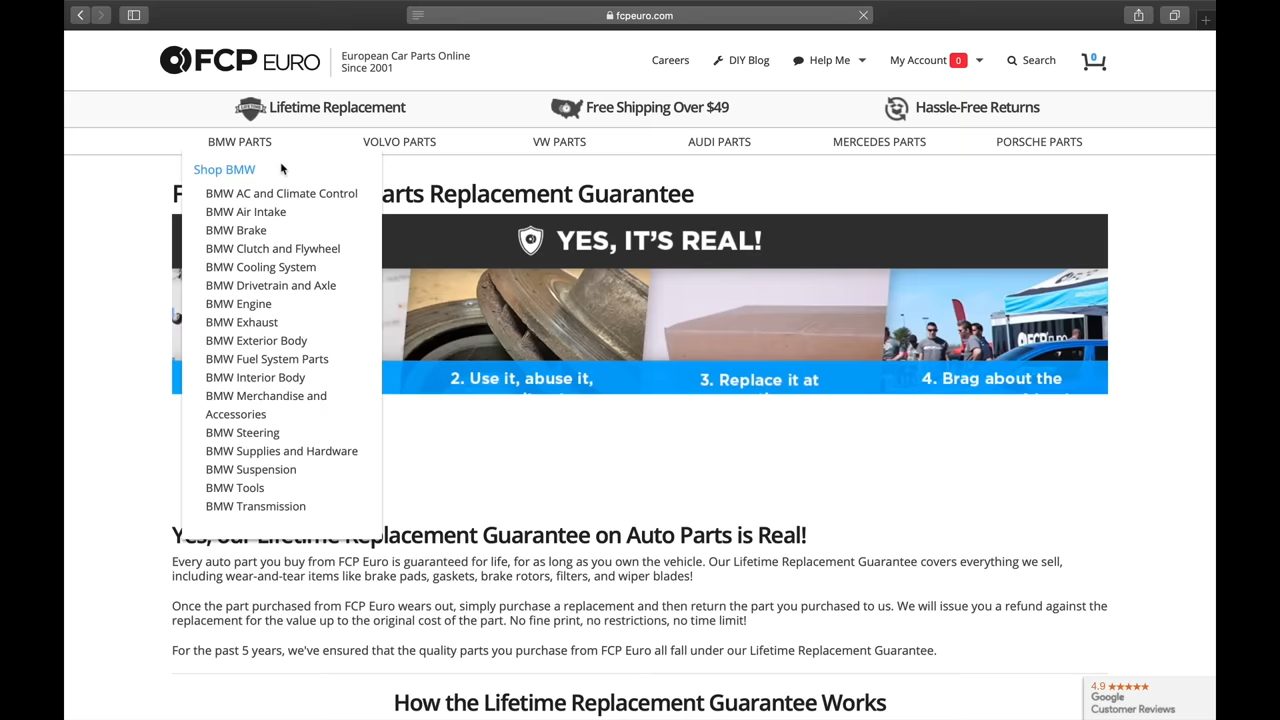 fcpeuro.com
FCP EURO
European Car Parts Online
Since 2001
Careers
DIY Blog
Help Me
My Account 0
Search
0
Lifetime Replacement
Free Shipping Over $49
Hassle-Free Returns
BMW PARTS
VOLVO PARTS
VW PARTS
AUDI PARTS
MERCEDES PARTS
PORSCHE PARTS
Shop BMW
BMW AC and Climate Control
BMW Air Intake
BMW Brake
BMW Clutch and Flywheel
BMW Cooling System
BMW Drivetrain and Axle
BMW Engine
BMW Exhaust
BMW Exterior Body
BMW Fuel System Parts
BMW Interior Body
BMW Merchandise and
Accessories
BMW Steering
BMW Supplies and Hardware
BMW Suspension
BMW Tools
BMW Transmission
Parts Replacement Guarantee
YES, IT'S REAL!
2. Use it, abuse it,
3. Replace it at
4. Brag about the
Yes, our Lifetime Replacement Guarantee on Auto Parts is Real!
Every auto part you buy from FCP Euro is guaranteed for life, for as long as you own the vehicle. Our Lifetime Replacement Guarantee covers everything we sell,
including wear-and-tear items like brake pads, gaskets, brake rotors, filters, and wiper blades!
Once the part purchased from FCP Euro wears out, simply purchase a replacement and then return the part you purchased to us. We will issue you a refund against the
replacement for the value up to the original cost of the part. No fine print, no restrictions, no time limit!
For the past 5 years, we've ensured that the quality parts you purchase from FCP Euro all fall under our Lifetime Replacement Guarantee.
How the Lifetime Replacement Guarantee Works
4.9 ★★★★★
Google
Customer Reviews